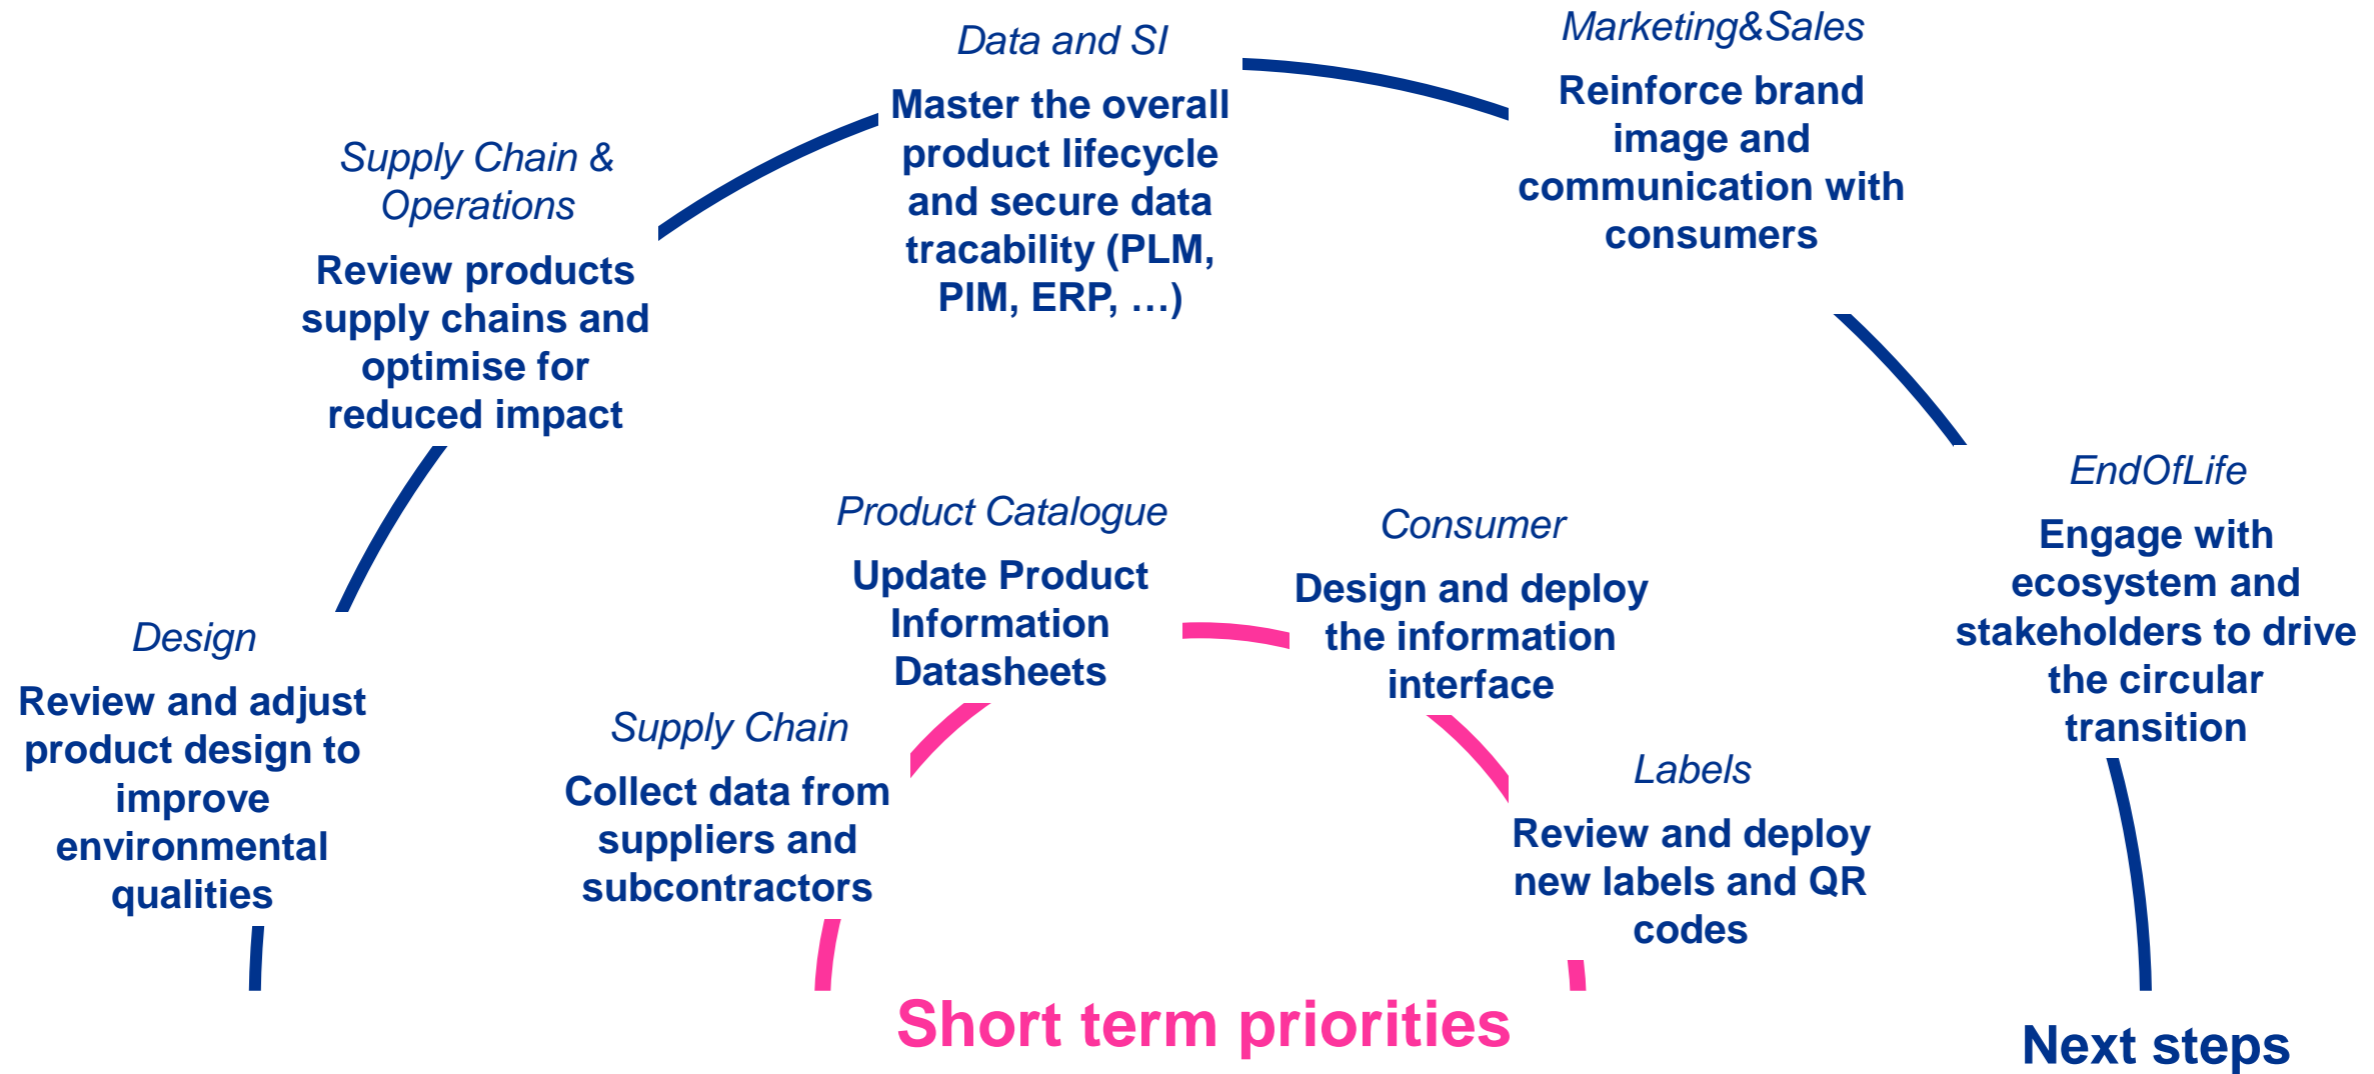 Data and SI
Master the overall
product lifecycle
and secure data
tracability (PLM,
PIM, ERP, …)
Marketing&Sales
Reinforce brand
image and
communication with
consumers
Supply Chain &
Operations
Review products
supply chains and
optimise for
reduced impact
EndOfLife
Engage with
ecosystem and
stakeholders to drive
the circular
transition
Design
Review and adjust
product design to
improve
environmental
qualities
Product Catalogue
Update Product
Information
Datasheets
Consumer
Design and deploy
the information
interface
Supply Chain
Collect data from
suppliers and
subcontractors
Labels
Review and deploy
new labels and QR
codes
Short term priorities
Next steps